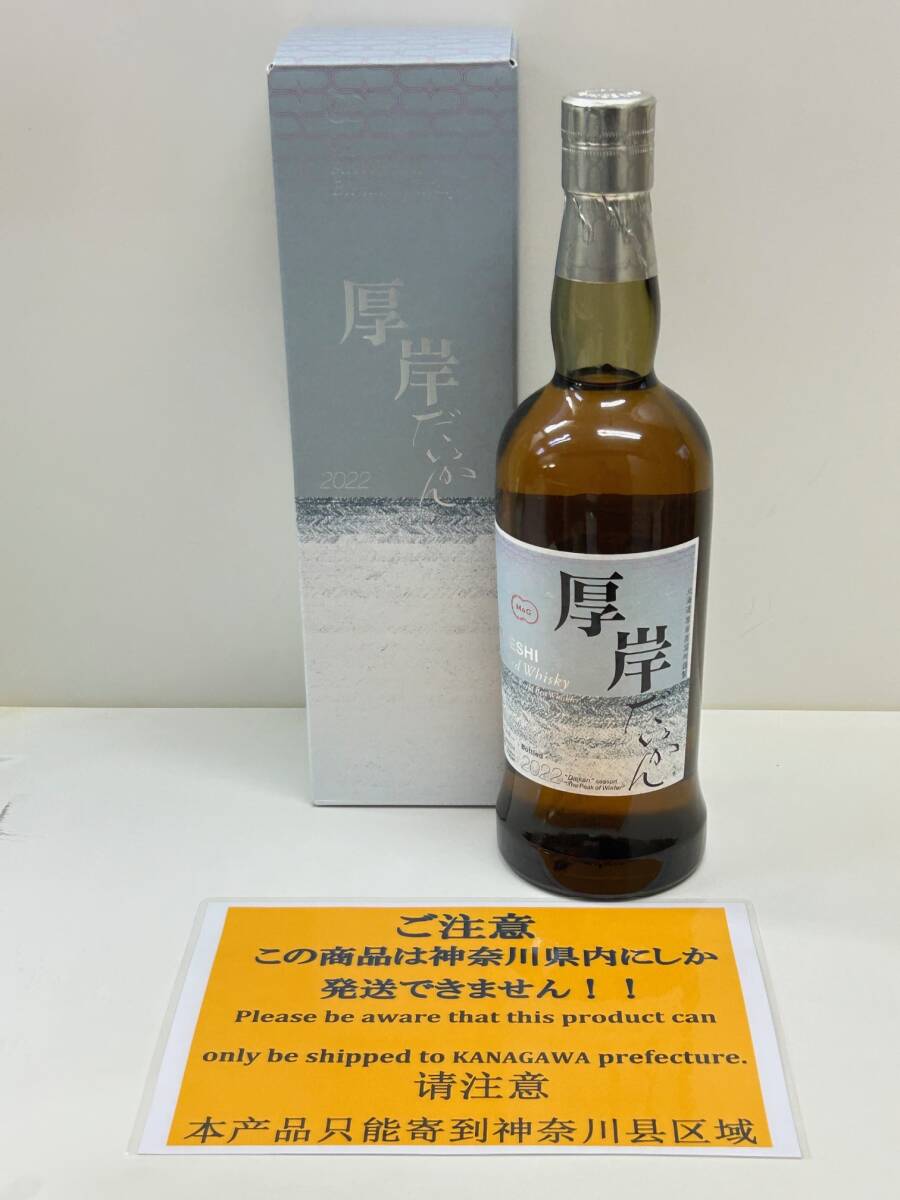 厚岸
だいかん
2022
M&G
厚岸
だいかん
SHI
d Whisky
Bottled
2022
"Daikan" season
The Peak of Winter
ご注意
この商品は神奈川県内にしか
発送できません！！
Please be aware that this product can
only be shipped to KANAGAWA prefecture.
请注意
本产品只能寄到神奈川县区域